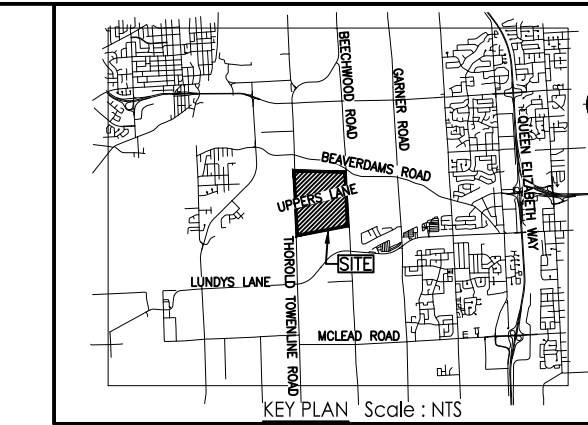 BEECHWOOD ROAD
GARNER ROAD
QUEEN ELIZABETH WAY
BEAVERDAMS ROAD
UPPERS LANE
SITE
THOROLD TOWENLINE ROAD
LUNDYS LANE
MCLEAD ROAD
KEY PLAN Scale : NTS